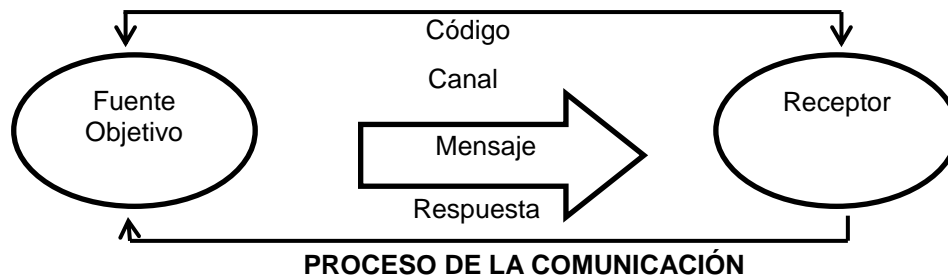 Código
Canal
Fuente
Objetivo
Receptor
Mensaje
Respuesta
PROCESO DE LA COMUNICACIÓN